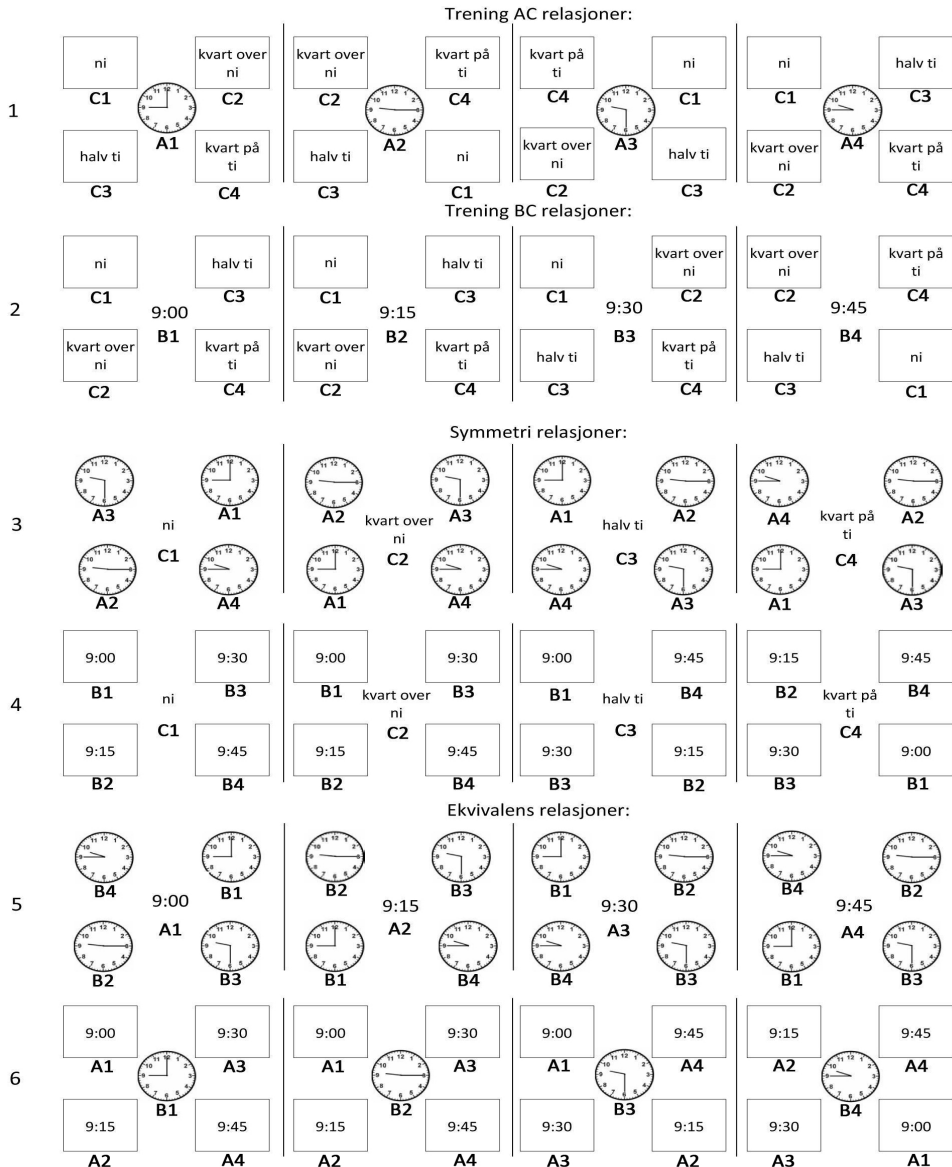 Trening AC relasjoner:
1
ni
C1
kvart over
ni
C2
A1
halv ti
C3
kvart på
ti
C4
kvart over
ni
C2
kvart på
ti
C4
A2
halv ti
C3
ni
C1
kvart på
ti
C4
ni
C1
A3
kvart over
ni
C2
halv ti
C3
ni
C1
halv ti
C3
A4
kvart over
ni
C2
kvart på
ti
C4
Trening BC relasjoner:
2
ni
C1
halv ti
C3
9:00
B1
kvart over
ni
C2
kvart på
ti
C4
ni
C1
halv ti
C3
9:15
B2
kvart over
ni
C2
kvart på
ti
C4
ni
C1
kvart over
ni
C2
9:30
B3
halv ti
C3
kvart på
ti
C4
kvart over
ni
C2
kvart på
ti
C4
9:45
B4
halv ti
C3
ni
C1
Symmetri relasjoner:
3
A3
A1
ni
C1
A2
A4
A2
A3
kvart over
ni
C2
A1
A4
A1
A2
halv ti
C3
A4
A3
A4
A2
kvart på
ti
C4
A1
A3
4
9:00
B1
9:30
B3
ni
C1
9:15
B2
9:45
B4
9:00
B1
9:30
B3
kvart over
ni
C2
9:15
B2
9:45
B4
9:00
B1
9:45
B4
halv ti
C3
9:30
B3
9:15
B2
9:15
B2
9:45
B4
kvart på
ti
C4
9:30
B3
9:00
B1
Ekvivalens relasjoner:
5
B4
B1
9:00
A1
B2
B3
B2
B3
9:15
A2
B1
B4
B1
B2
9:30
A3
B4
B3
B4
B2
9:45
A4
B1
B3
6
9:00
A1
9:30
A3
B1
9:15
A2
9:45
A4
9:00
A1
9:30
A3
B2
9:15
A2
9:45
A4
9:00
A1
9:45
A4
B3
9:30
A3
9:15
A2
9:15
A2
9:45
A4
B4
9:30
A3
9:00
A1